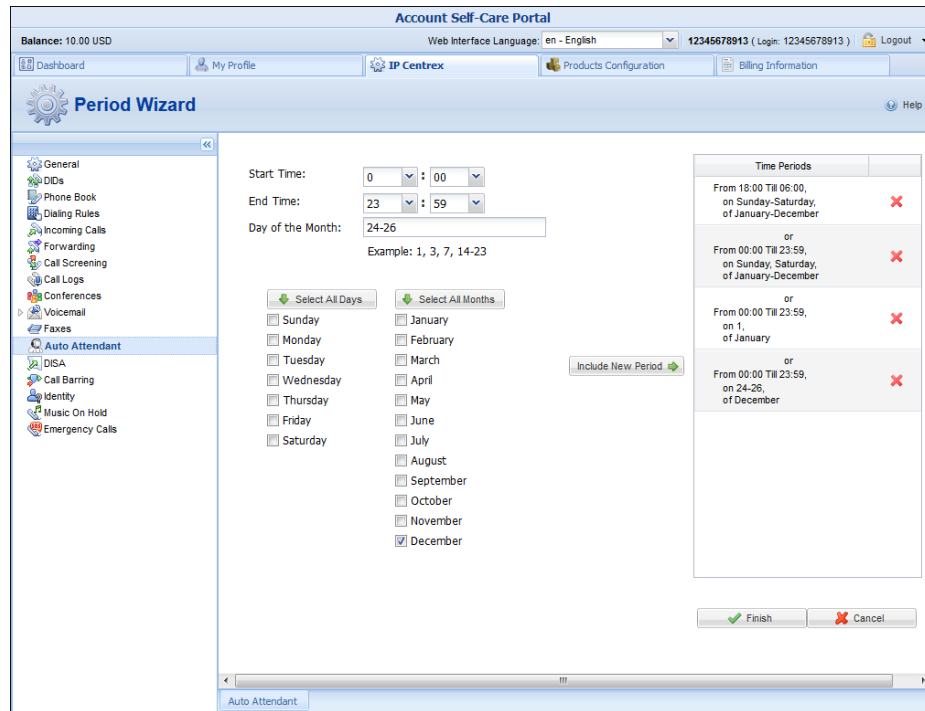 Account Self-Care Portal
Balance: 10.00 USD
Web Interface Language: en - English
12345678913 ( Login: 12345678913 )
Logout
Dashboard
My Profile
IP Centrex
Products Configuration
Billing Information
Period Wizard
Help
General
DIDs
Phone Book
Dialing Rules
Incoming Calls
Forwarding
Call Screening
Call Logs
Conferences
Voicemail
Faxes
Auto Attendant
DISA
Call Barring
Identity
Music On Hold
Emergency Calls
Start Time: 0 : 00
End Time: 23 : 59
Day of the Month: 24-26
Example: 1, 3, 7, 14-23
Select All Days
Sunday
Monday
Tuesday
Wednesday
Thursday
Friday
Saturday
Select All Months
January
February
March
April
May
June
July
August
September
October
November
December
Include New Period
Time Periods
From 18:00 Till 06:00,
on Sunday-Saturday,
of January-December
or
From 00:00 Till 23:59,
on Sunday, Saturday,
of January-December
or
From 00:00 Till 23:59,
on 1,
of January
or
From 00:00 Till 23:59,
on 24-26,
of December
Finish
Cancel
Auto Attendant